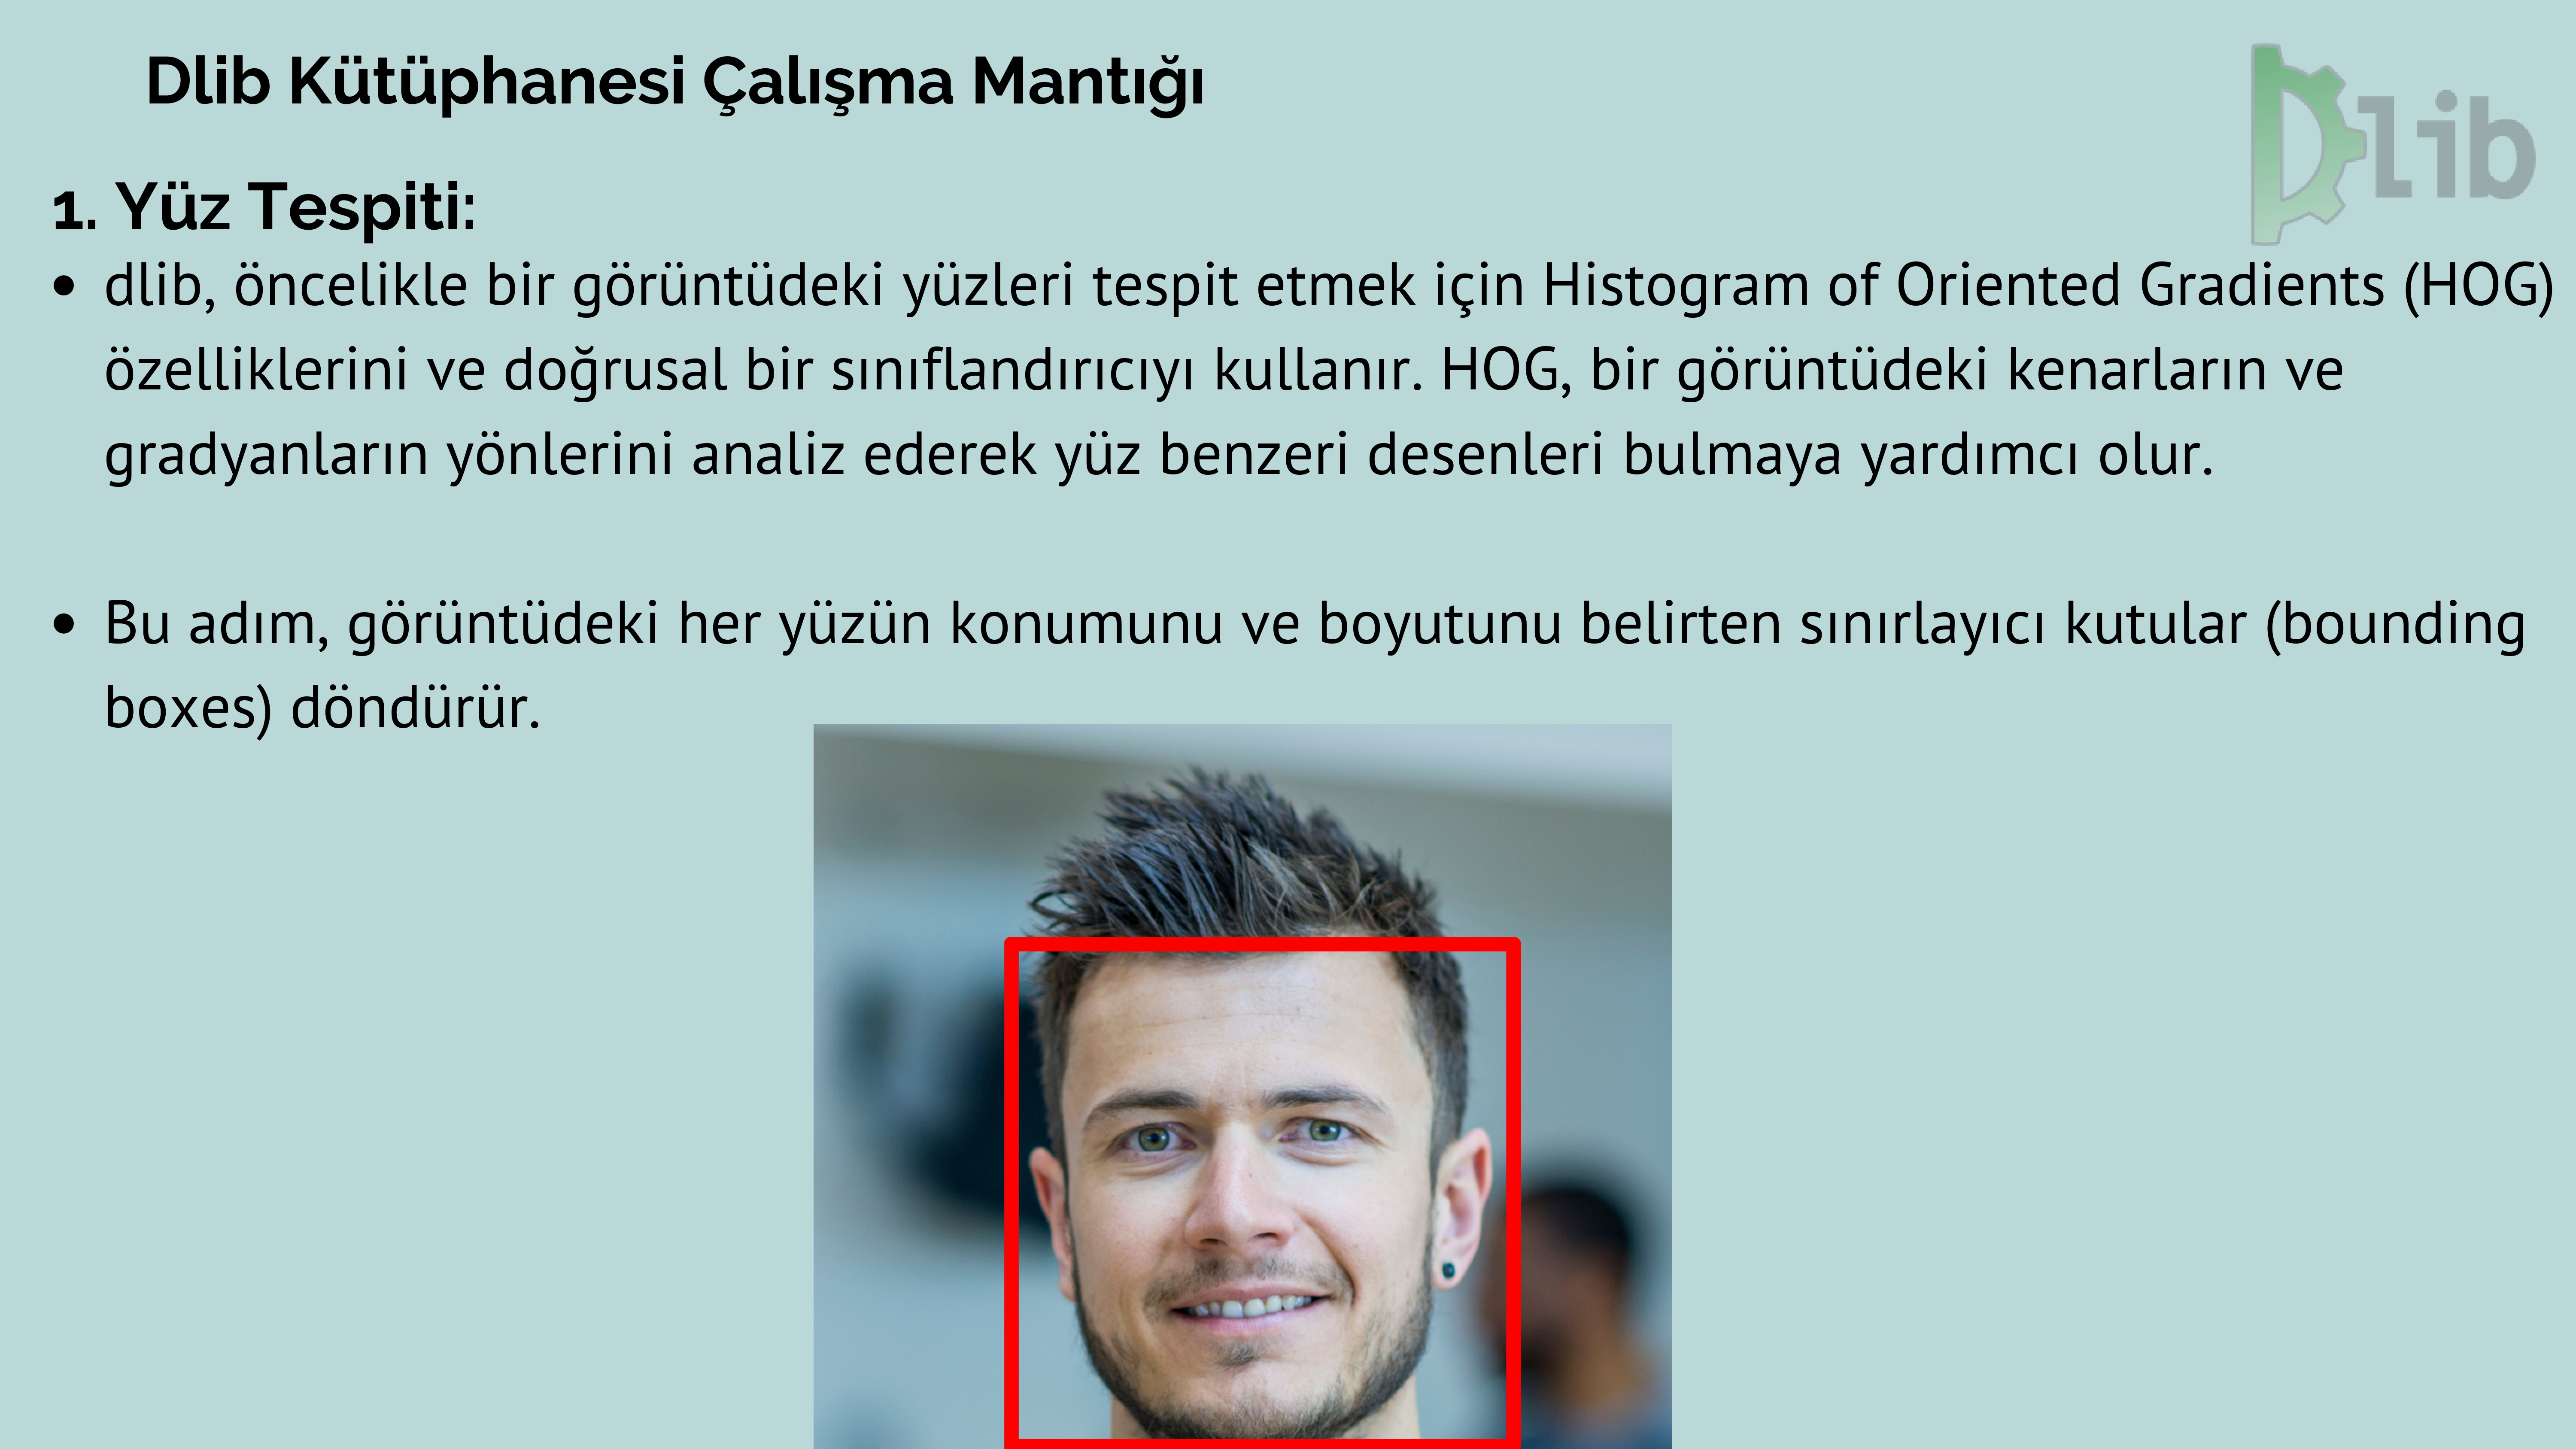 Dlib Kütüphanesi Çalışma Mantığı
Dlib
1. Yüz Tespiti:
• dlib, öncelikle bir görüntüdeki yüzleri tespit etmek için Histogram of Oriented Gradients (HOG)
özelliklerini ve doğrusal bir sınıflandırıcıyı kullanır. HOG, bir görüntüdeki kenarların ve
gradyanların yönlerini analiz ederek yüz benzeri desenleri bulmaya yardımcı olur.
• Bu adım, görüntüdeki her yüzün konumunu ve boyutunu belirten sınırlayıcı kutular (bounding
boxes) döndürür.